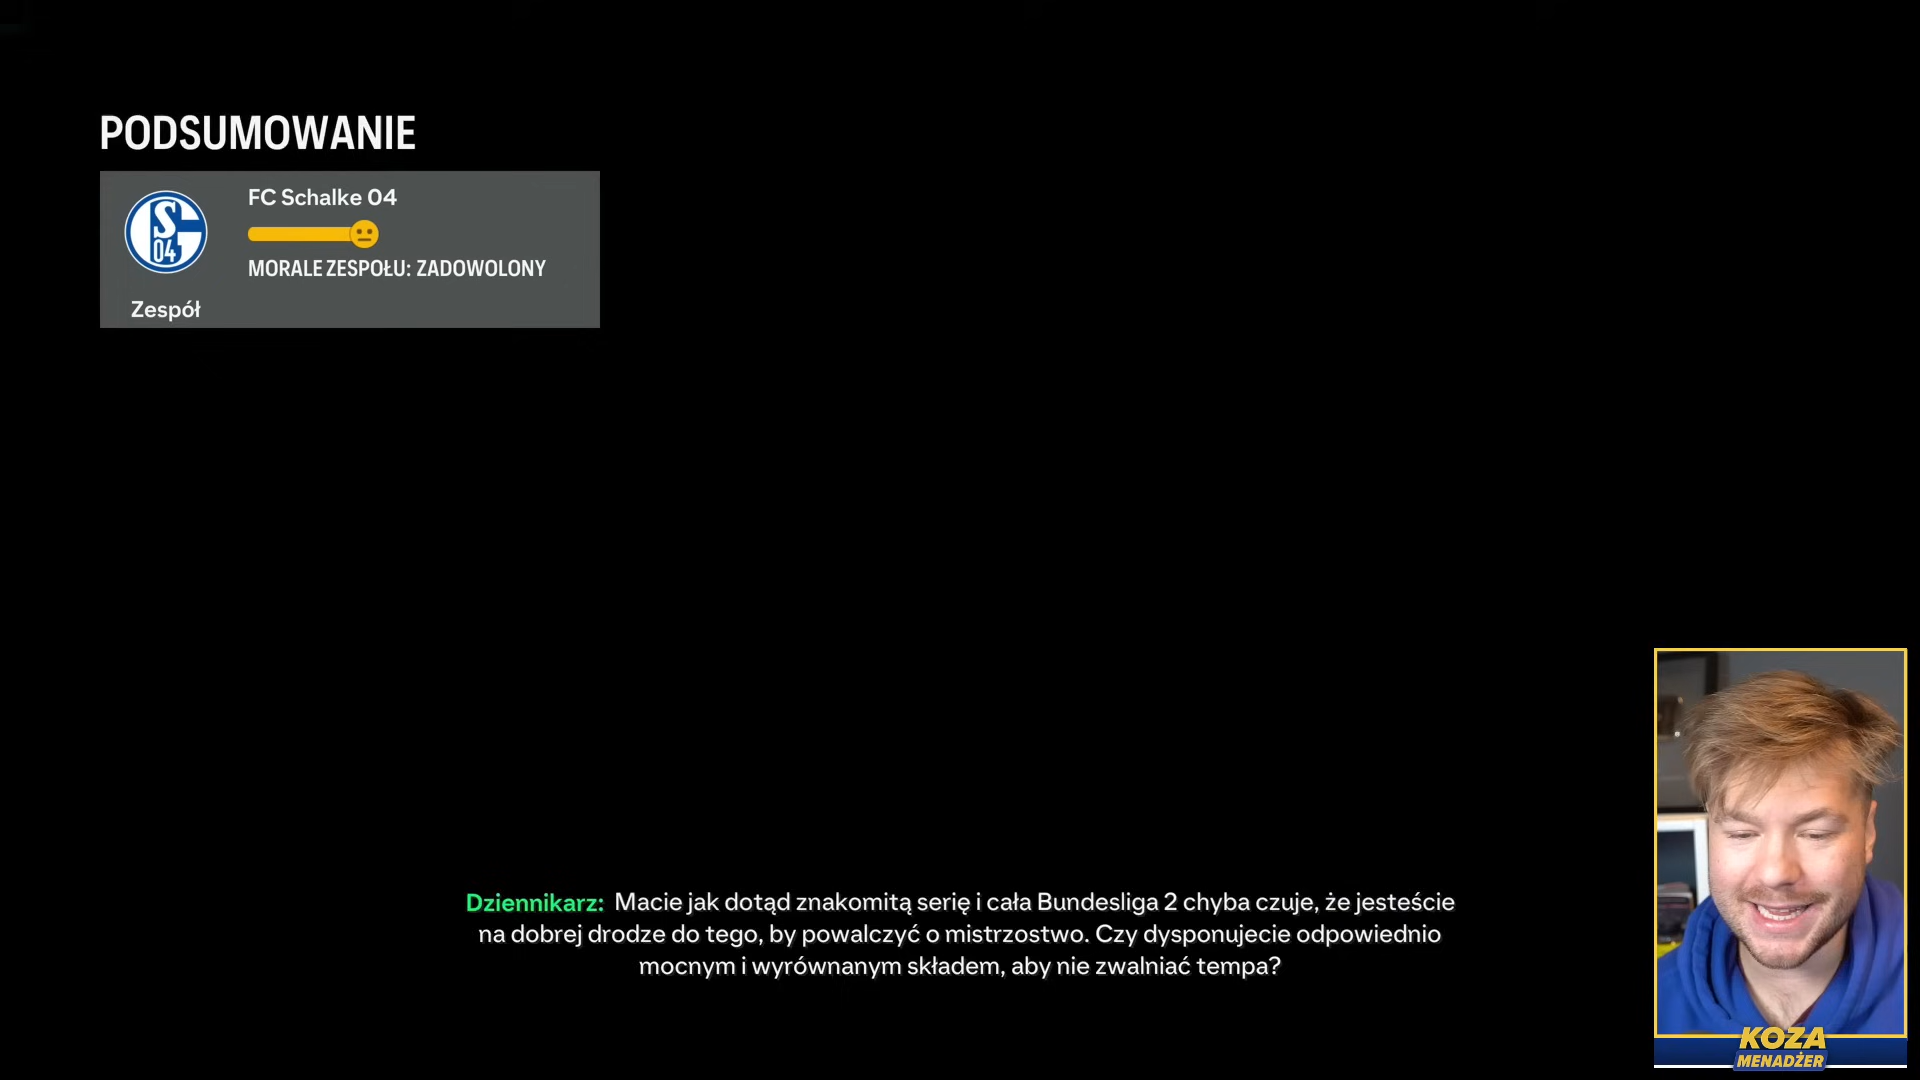 PODSUMOWANIE
FC Schalke 04
S
04
MORALE ZESPOŁU: ZADOWOLONY
Zespół
Dziennikarz: Macie jak dotąd znakomitą serię i cała Bundesliga 2 chyba czuje, że jesteście
na dobrej drodze do tego, by powalczyć o mistrzostwo. Czy dysponujecie odpowiednio
mocnym i wyrównanym składem, aby nie zwalniać tempa?
KOZA
MENADŻER